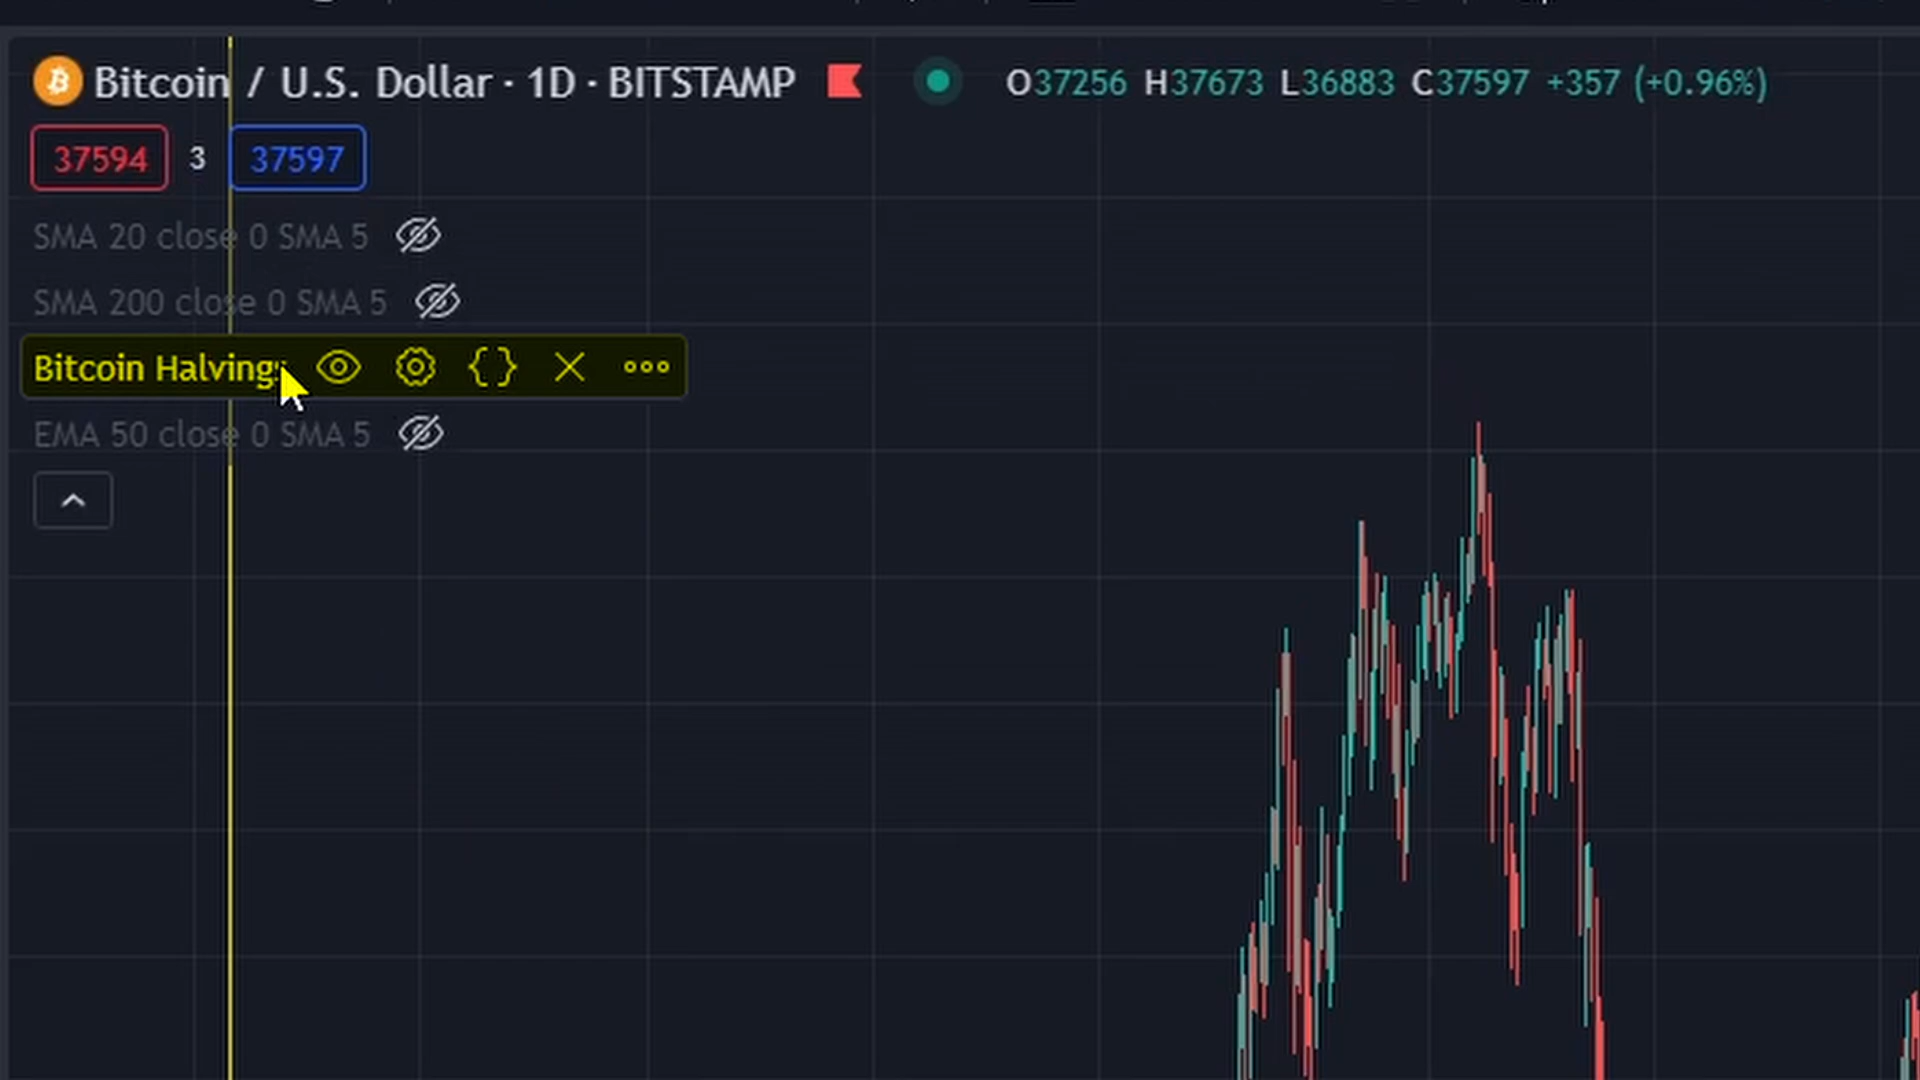 Bitcoin / U.S. Dollar · 1D · BITSTAMP O37256 H37673 L36883 C37597 +357 (+0.96%)
37594 3 37597
SMA 20 close 0 SMA 5
SMA 200 close 0 SMA 5
Bitcoin Halvings
EMA 50 close 0 SMA 5